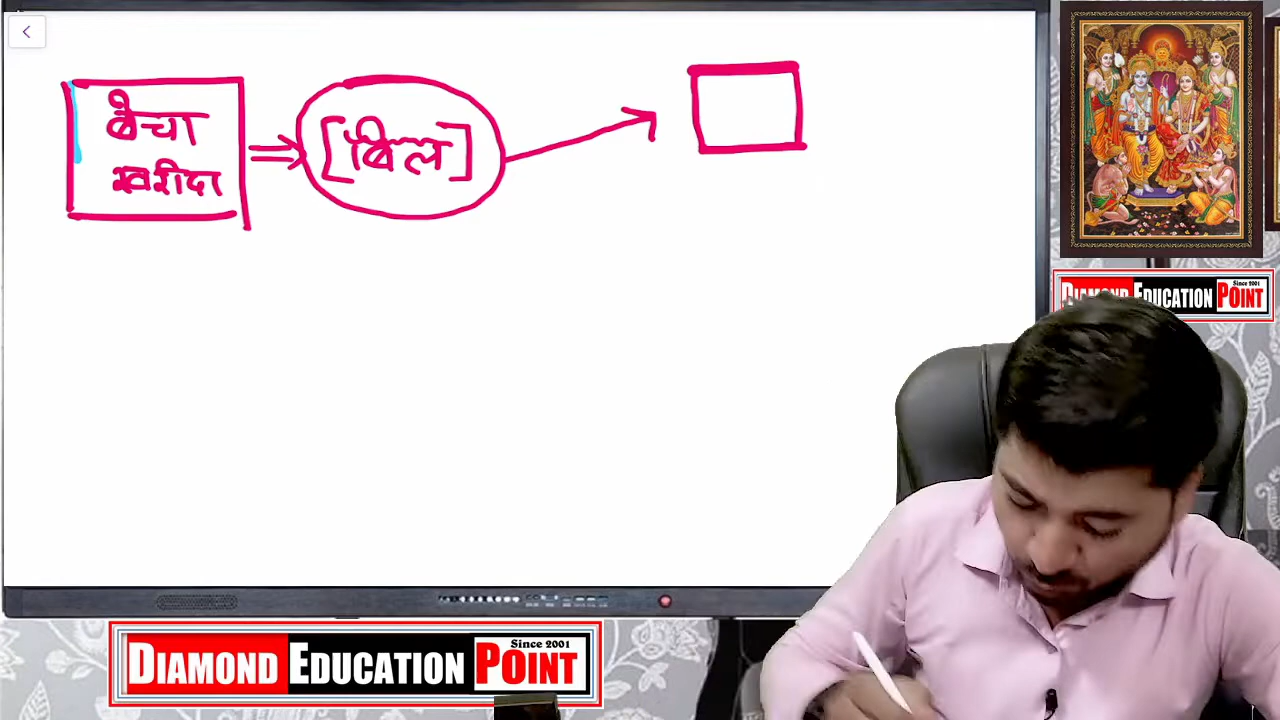 बेचा
खरीदा
[बिल]
DIAMOND EDUCATION POINT
Since 2001
DIAMOND EDUCATION POINT
Since 2001